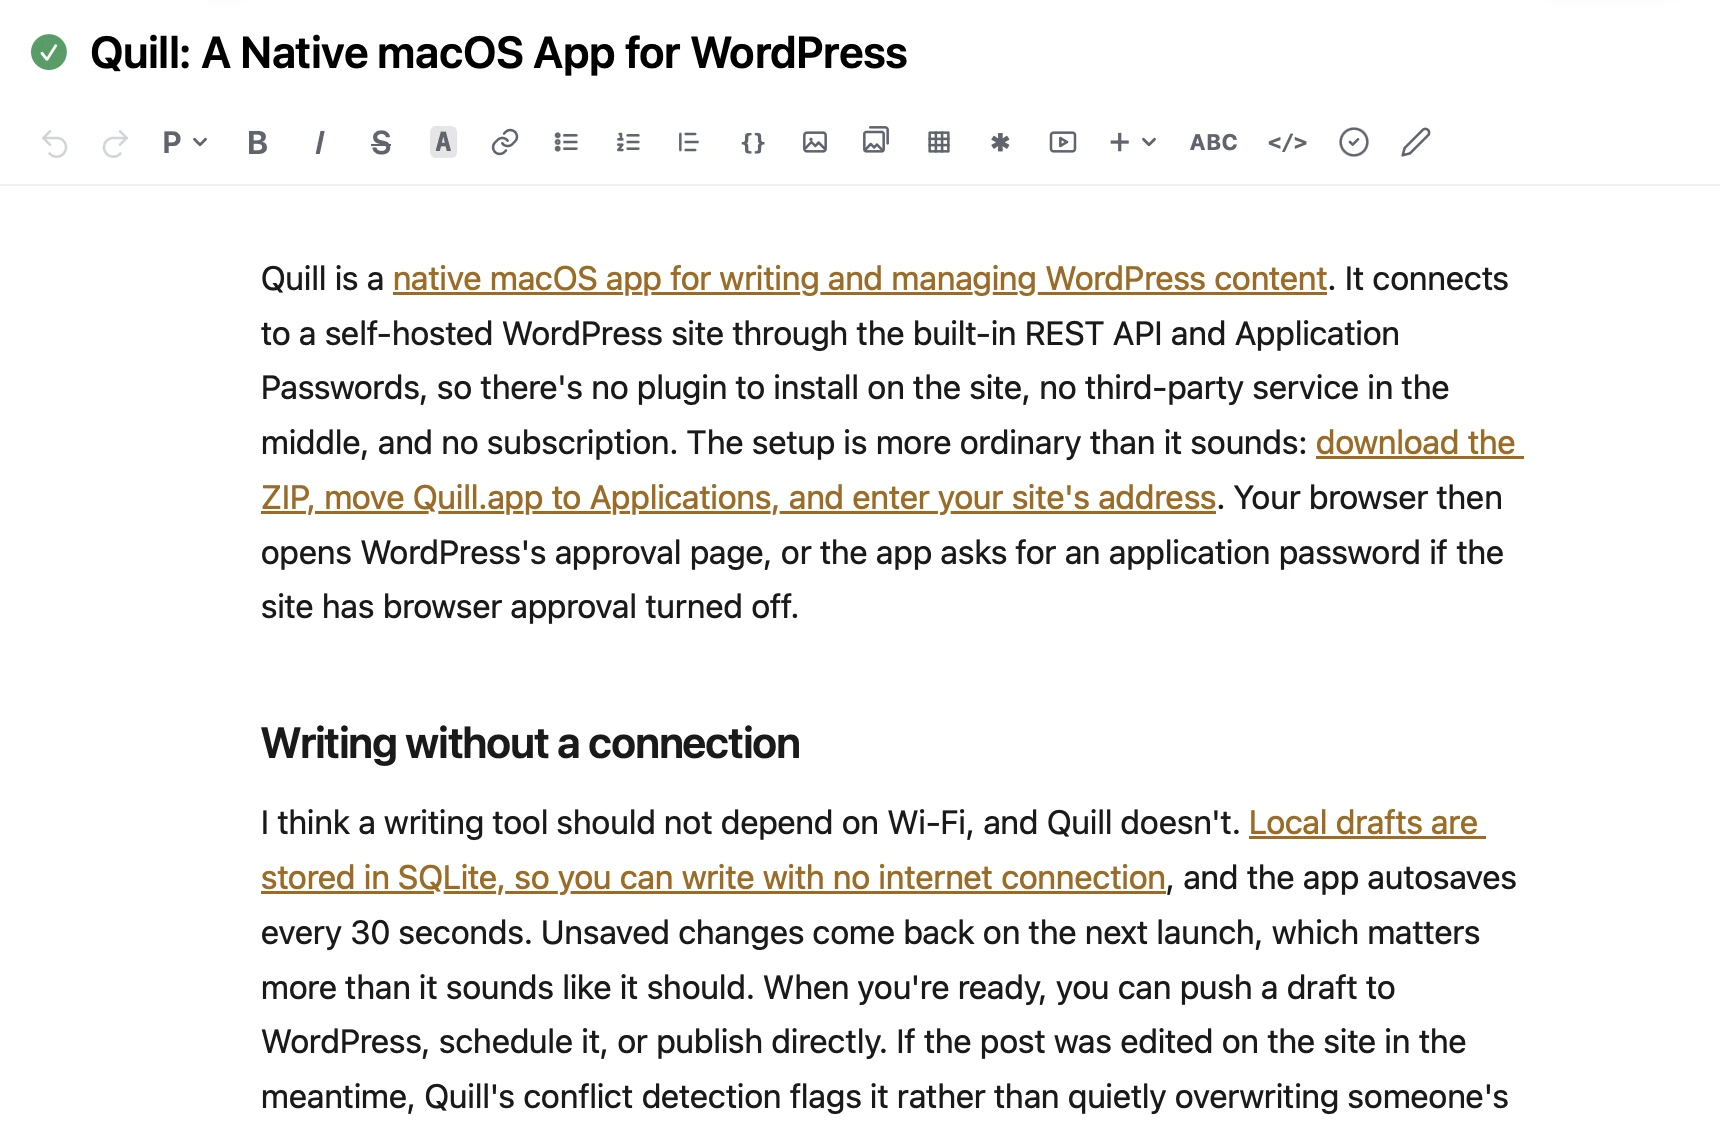 Quill: A Native macOS App for WordPress
P B I S A {} + ABC </>
Quill is a native macOS app for writing and managing WordPress content. It connects
to a self-hosted WordPress site through the built-in REST API and Application
Passwords, so there's no plugin to install on the site, no third-party service in the
middle, and no subscription. The setup is more ordinary than it sounds: download the
ZIP, move Quill.app to Applications, and enter your site's address. Your browser then
opens WordPress's approval page, or the app asks for an application password if the
site has browser approval turned off.
Writing without a connection
I think a writing tool should not depend on Wi-Fi, and Quill doesn't. Local drafts are
stored in SQLite, so you can write with no internet connection, and the app autosaves
every 30 seconds. Unsaved changes come back on the next launch, which matters
more than it sounds like it should. When you're ready, you can push a draft to
WordPress, schedule it, or publish directly. If the post was edited on the site in the
meantime, Quill's conflict detection flags it rather than quietly overwriting someone's